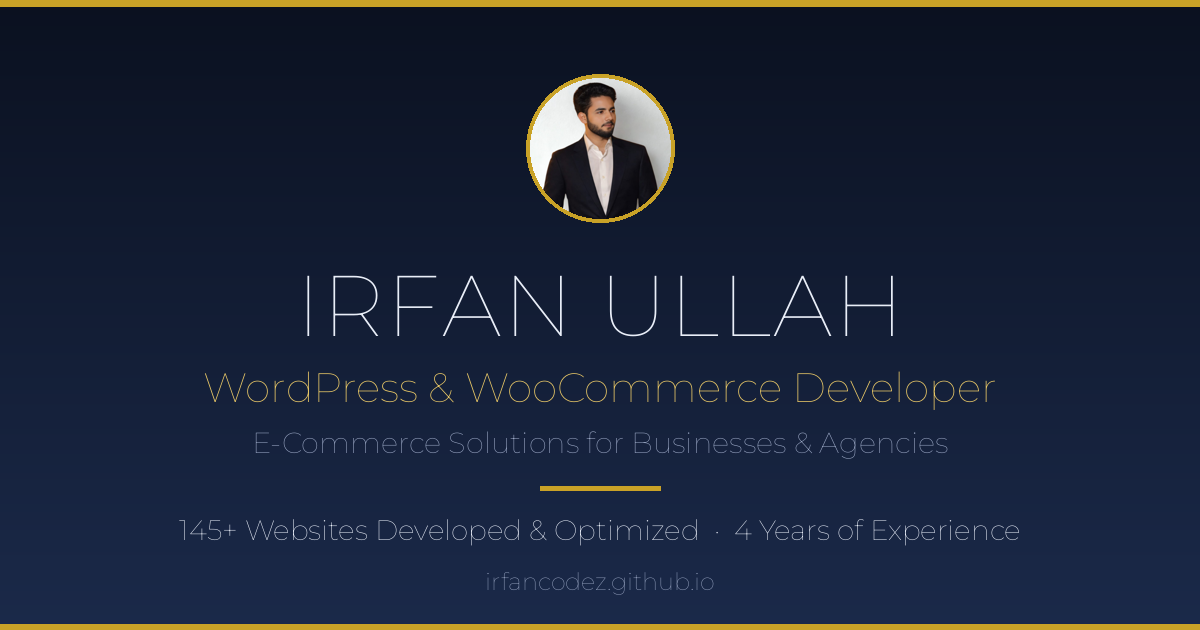 IRFAN ULLAH
WordPress & WooCommerce Developer
E-Commerce Solutions for Businesses & Agencies
145+ Websites Developed & Optimized · 4 Years of Experience
irfancodez.github.io